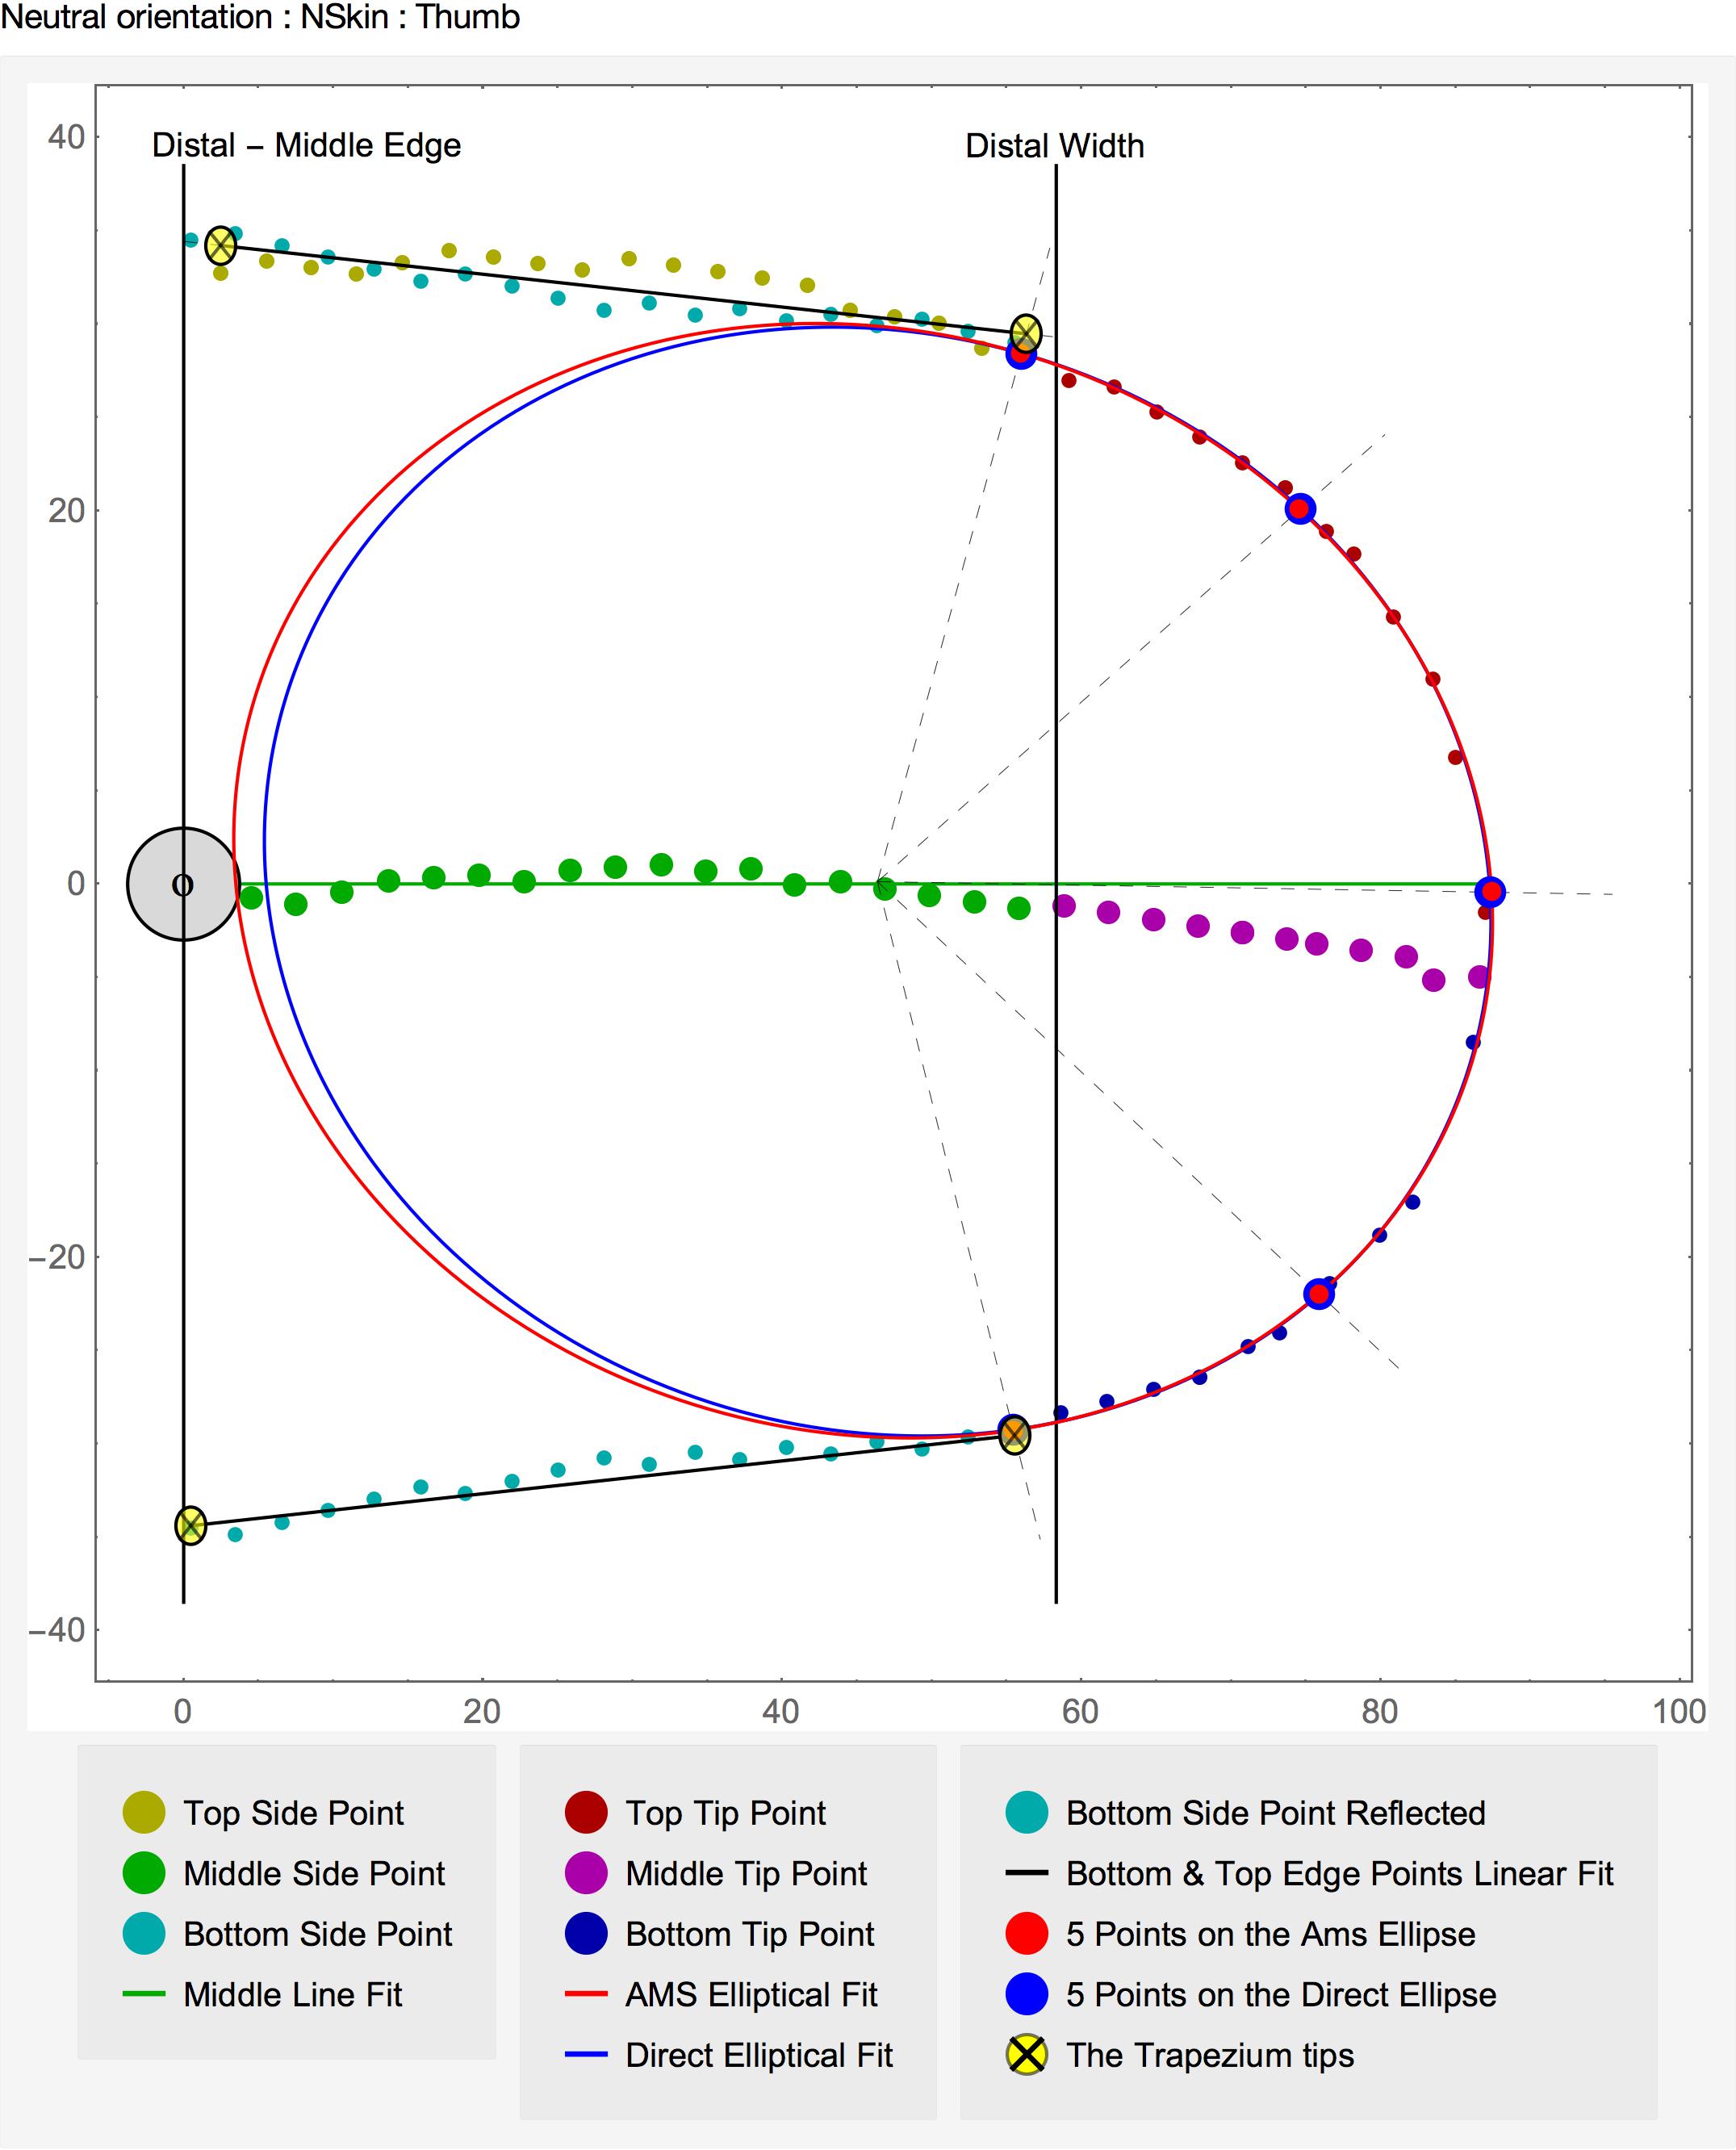 Neutral orientation : NSkin : Thumb
40
Distal – Middle Edge
Distal Width
20
0
O
−20
−40
0 20 40 60 80 100
Top Side Point
Middle Side Point
Bottom Side Point
Middle Line Fit
Top Tip Point
Middle Tip Point
Bottom Tip Point
AMS Elliptical Fit
Direct Elliptical Fit
Bottom Side Point Reflected
Bottom & Top Edge Points Linear Fit
5 Points on the Ams Ellipse
5 Points on the Direct Ellipse
The Trapezium tips